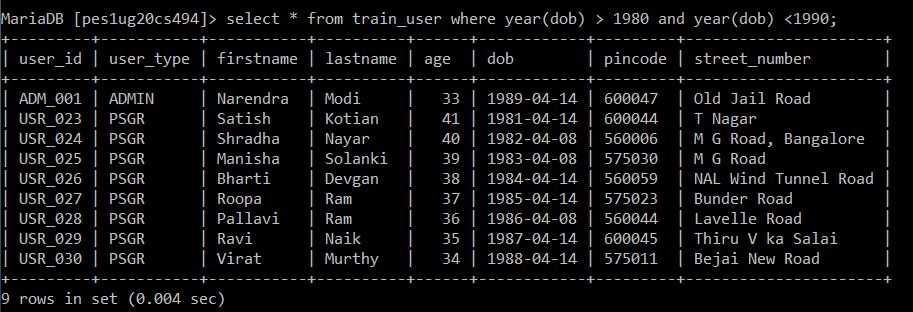 MariaDB [pes1ug20cs494]> select * from train_user where year(dob) > 1980 and year(dob) <1990;
+---------+-----------+-----------+----------+------+------------+---------+----------------------+
| user_id | user_type | firstname | lastname | age  | dob        | pincode | street_number        |
+---------+-----------+-----------+----------+------+------------+---------+----------------------+
| ADM_001 | ADMIN     | Narendra  | Modi     |   33 | 1989-04-14 | 600047  | Old Jail Road        |
| USR_023 | PSGR      | Satish    | Kotian   |   41 | 1981-04-14 | 600044  | T Nagar              |
| USR_024 | PSGR      | Shradha   | Nayar    |   40 | 1982-04-08 | 560006  | M G Road, Bangalore  |
| USR_025 | PSGR      | Manisha   | Solanki  |   39 | 1983-04-08 | 575030  | M G Road             |
| USR_026 | PSGR      | Bharti    | Devgan   |   38 | 1984-04-14 | 560059  | NAL Wind Tunnel Road |
| USR_027 | PSGR      | Roopa     | Ram      |   37 | 1985-04-14 | 575023  | Bunder Road          |
| USR_028 | PSGR      | Pallavi   | Ram      |   36 | 1986-04-08 | 560044  | Lavelle Road         |
| USR_029 | PSGR      | Ravi      | Naik     |   35 | 1987-04-14 | 600045  | Thiru V ka Salai     |
| USR_030 | PSGR      | Virat     | Murthy   |   34 | 1988-04-14 | 575011  | Bejai New Road       |
+---------+-----------+-----------+----------+------+------------+---------+----------------------+
9 rows in set (0.004 sec)